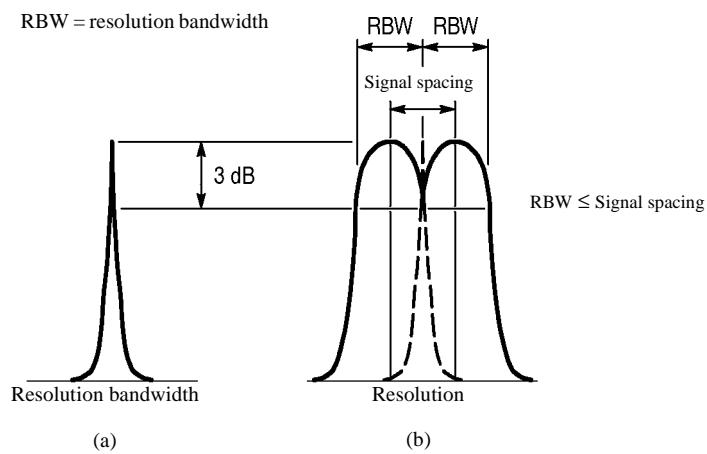 RBW = resolution bandwidth
RBW RBW
Signal spacing
3 dB
RBW ≤ Signal spacing
Resolution bandwidth
Resolution
(a)
(b)